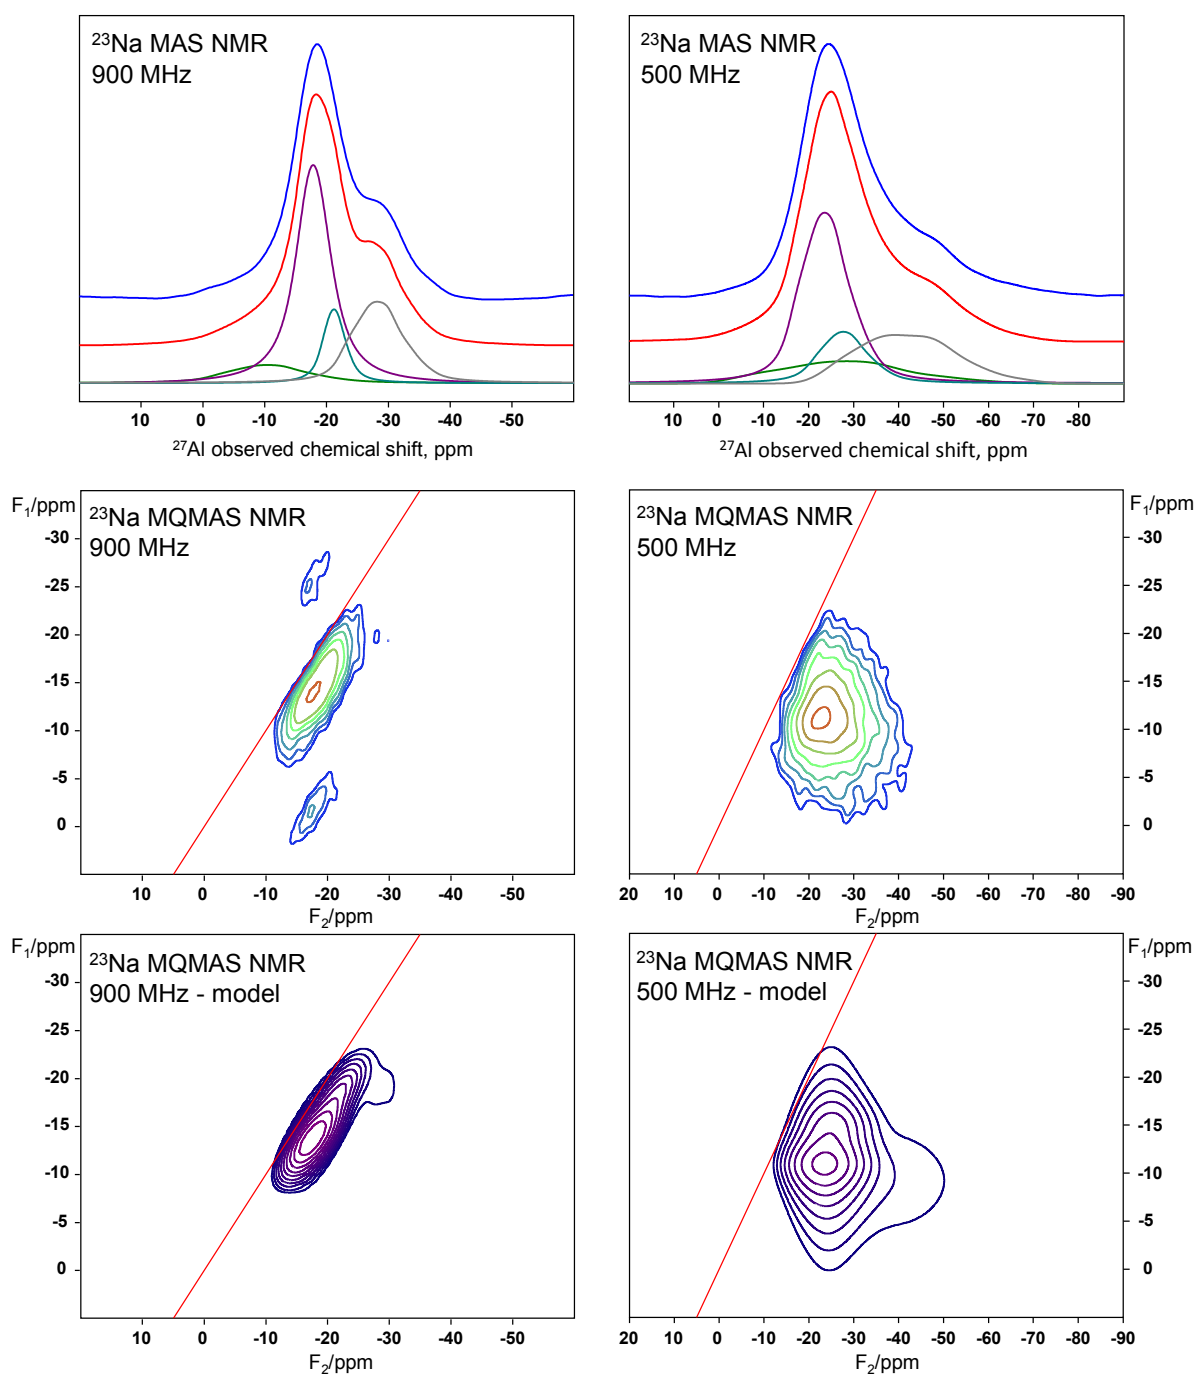 ²³Na MAS NMR
900 MHz
10 0 -10 -20 -30 -40 -50
²⁷Al observed chemical shift, ppm
²³Na MAS NMR
500 MHz
10 0 -10 -20 -30 -40 -50 -60 -70 -80
²⁷Al observed chemical shift, ppm
F₁/ppm
²³Na MQMAS NMR
900 MHz
-30
-25
-20
-15
-10
-5
0
10 0 -10 -20 -30 -40 -50
F₂/ppm
F₁/ppm
²³Na MQMAS NMR
500 MHz
-30
-25
-20
-15
-10
-5
0
20 10 0 -10 -20 -30 -40 -50 -60 -70 -80 -90
F₂/ppm
F₁/ppm
²³Na MQMAS NMR
900 MHz - model
-30
-25
-20
-15
-10
-5
0
10 0 -10 -20 -30 -40 -50
F₂/ppm
F₁/ppm
²³Na MQMAS NMR
500 MHz - model
-30
-25
-20
-15
-10
-5
0
20 10 0 -10 -20 -30 -40 -50 -60 -70 -80 -90
F₂/ppm